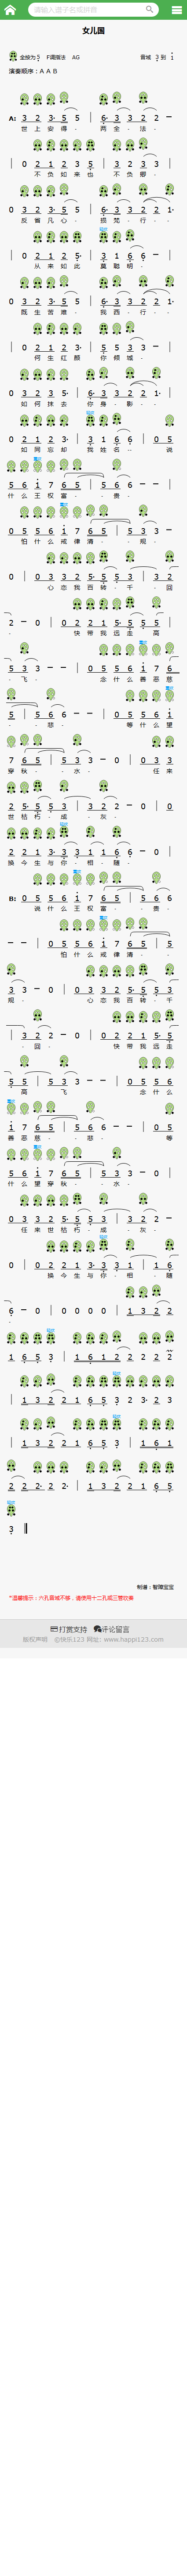 请输入谱子名或拼音
女儿国
全按为5 F调指法 AG 音域 3 到 i
演奏顺序：A A B
A: 3 2 3· 5 5 | 6· 3 3 2 2 2 –
世 上 安 得 - 两 全 - 法 -
| 0 2 1 2 3 5 | 3 2 3 3 |
不 负 如 来 也 不 负 卿 -
0 3 2 3· 5 5 | 6· 3 3 2 2 1·
反 省 凡 心 - 损 梵 - 行 - -
| 0 2 1 2 5· | 3 1 6 6 – |
从 来 如 此 莫 聪 明 -
0 3 2 3· 5 5 | 6· 3 3 2 2 1·
既 生 苦 难 - 我 西 - 行 - -
| 0 2 1 2 3· | 5 5 3 3 – |
何 生 红 颜 你 倾 城 -
0 3 2 3· 5· | 6· 3 3 2 2 1·
如 何 抹 去 你 身 - 影 - -
| 0 2 1 2 3· | 3 1 6 6 | 0 5
如 同 忘 却 我 姓 名 - 说
5 6 i 7 6 5 | 5 6 6 – |
什 么 王 权 富 - - 贵 -
0 5 5 6 i 7 6 5 | 5 3 3 –
怕 什 么 戒 律 清 - - 规 -
0 | 0 3 3 2 5· 5 5 3 | 3 2
心 恋 我 百 转 - 千 - 回
2 – 0 | 0 2 2 1 5· 5 5 5
- 快 带 我 远 走 - 高
| 5 3 3 – – | 0 5 5 6 i 7 6
- 飞 - 念 什 么 善 恶 慈
5 | 5 6 6 – – | 0 5 5 6 i
- - 悲 - 等 什 么 望
7 6 5 | 5 3 3 – 0 | 0 3 3
穿 秋 - - 水 - 任 来
2 5· 5 5 3 | 3 2 2 – 0 | 0
世 枯 朽 - 成 - 灰 -
2 2 1 3· 3 3 1 | 1 6 6 – 0
换 今 生 与 你 - 相 - 随 -
B: 0 5 5 6 i 7 6 5 | 5 6 6
说 什 么 王 权 富 - - 贵 -
– – | 0 5 5 6 i 7 6 5 | 5
怕 什 么 戒 律 清 - -
3 3 – 0 | 0 3 3 2 5· 5 5 3
规 - 心 恋 我 百 转 - 千
| 3 2 2 – 0 | 0 2 2 1 5· 5
- 回 - 快 带 我 远 走
5 5 | 5 3 3 – – | 0 5 5 6
- 高 - 飞 - 念 什 么
i 7 6 5 | 5 6 6 – – | 0 5
善 恶 慈 - - 悲 - 等
5 6 i 7 6 5 | 5 3 3 – 0 |
什 么 望 穿 秋 - - 水 -
0 3 3 2 5· 5 5 3 | 3 2 2 –
任 来 世 枯 朽 - 成 - 灰 -
0 | 0 2 2 1 3· 3 3 1 | 1 6
换 今 生 与 你 - 相 - 随
6 – 0 | 0 0 0 0 | 1 3 2 2
-
1 6 5 3 | 1 6 1 2 2 2 2 2
| 1 3 2 2 1 6 5 3 2 3· 2 3
| 1 3 2 2 1 6 5 3 | 1 6 1
2 2 2· 2 2· | 1 3 2 2 1 6 5
3
制谱：智障宝宝
*温馨提示：六孔音域不够，请使用十二孔或三管吹奏
打赏支持 评论留言
版权声明 ©快乐123 网址: www.happi123.com